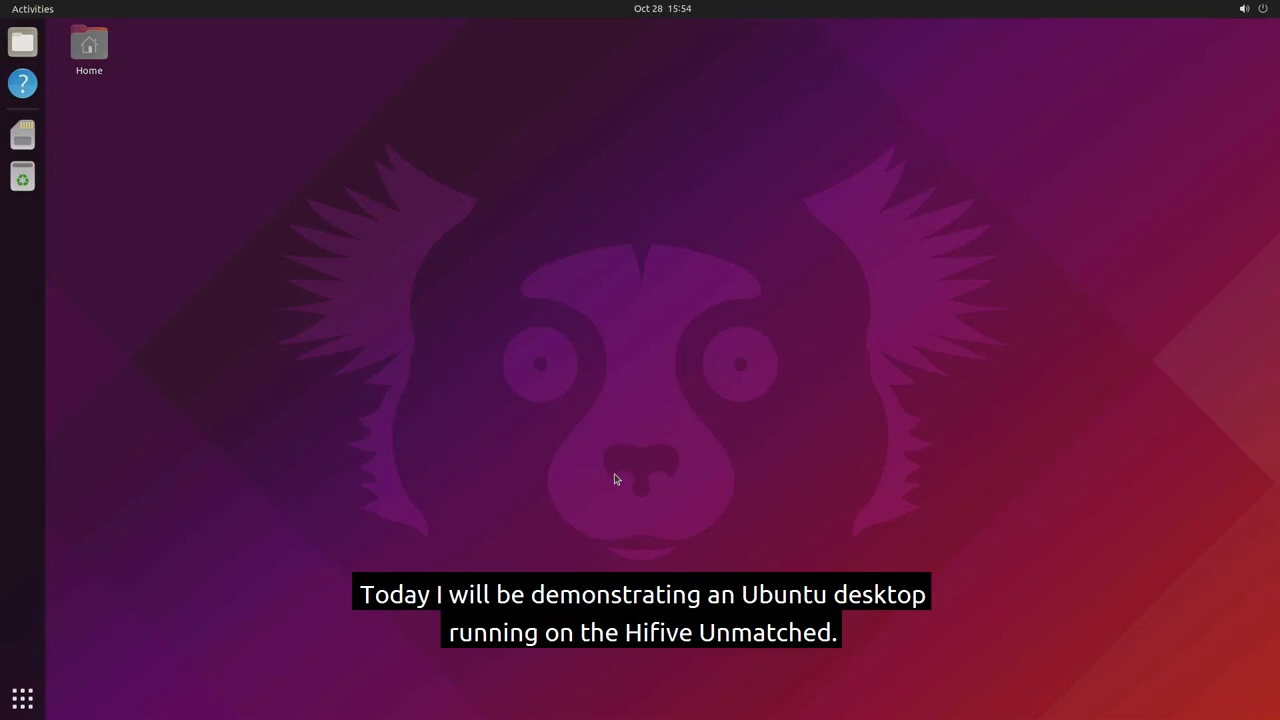 Activities
Oct 28 15:54
Home
?
Today I will be demonstrating an Ubuntu desktop
running on the Hifive Unmatched.